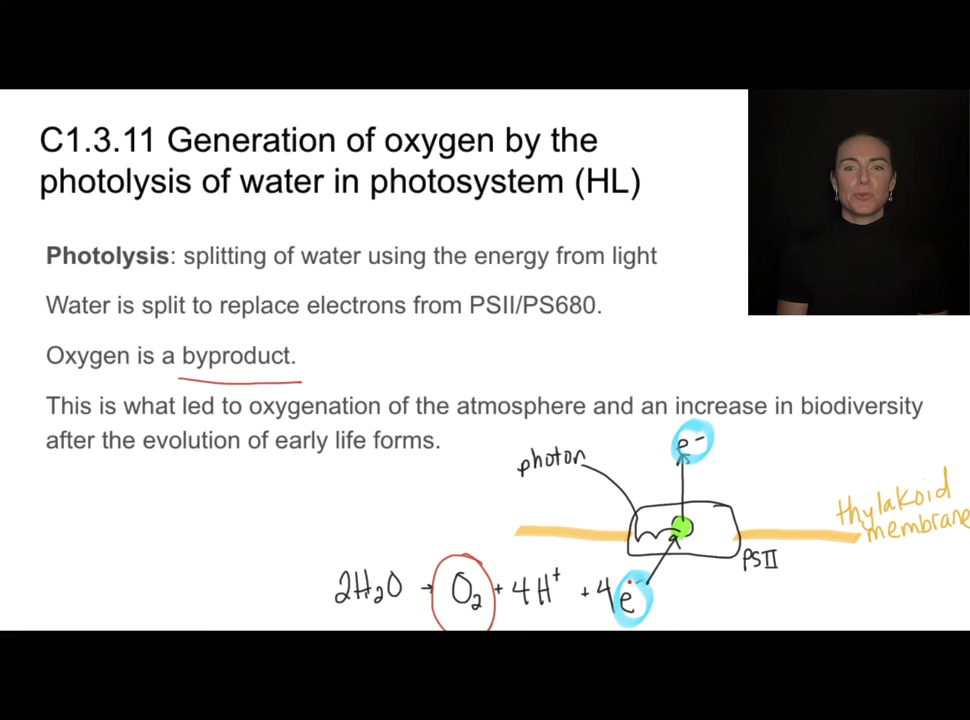 C1.3.11 Generation of oxygen by the
photolysis of water in photosystem (HL)
Photolysis: splitting of water using the energy from light
Water is split to replace electrons from PSII/PS680.
Oxygen is a byproduct.
This is what led to oxygenation of the atmosphere and an increase in biodiversity
after the evolution of early life forms.
e⁻
photon
thylakoid
membrane
PSII
2H₂O → O₂ + 4H⁺ + 4e⁻